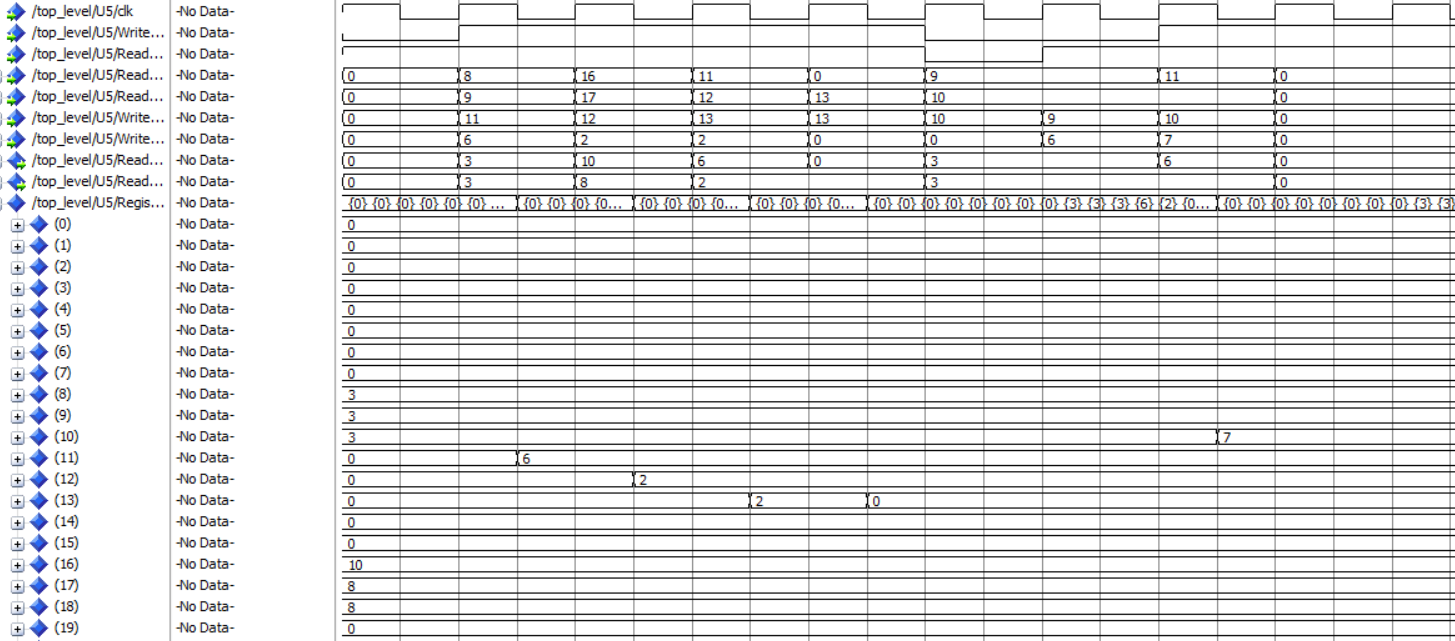 /top_level/U5/clk -No Data-
/top_level/U5/Write... -No Data-
/top_level/U5/Read... -No Data-
/top_level/U5/Read... -No Data- 0 8 16 11 0 9 11 0
/top_level/U5/Read... -No Data- 0 9 17 12 13 10 0
/top_level/U5/Write... -No Data- 0 11 12 13 13 10 9 10 0
/top_level/U5/Write... -No Data- 0 6 2 2 0 0 6 7 0
/top_level/U5/Read... -No Data- 0 3 10 6 0 3 6 0
/top_level/U5/Read... -No Data- 0 3 8 2 3 0
/top_level/U5/Regis... -No Data- {0} {0} {0} {0} {0} {0} ... {0} {0} {0} {0... {0} {0} {0} {0... {0} {0} {0} {0... {0} {0} {0} {0} {0} {0} {0} {0} {3} {3} {3} {6} {2} {0... {0} {0} {0} {0} {0} {0} {0} {0} {3} {3}
(0) -No Data- 0
(1) -No Data- 0
(2) -No Data- 0
(3) -No Data- 0
(4) -No Data- 0
(5) -No Data- 0
(6) -No Data- 0
(7) -No Data- 0
(8) -No Data- 3
(9) -No Data- 3
(10) -No Data- 3 7
(11) -No Data- 0 6
(12) -No Data- 0 2
(13) -No Data- 0 2 0
(14) -No Data- 0
(15) -No Data- 0
(16) -No Data- 10
(17) -No Data- 8
(18) -No Data- 8
(19) -No Data- 0